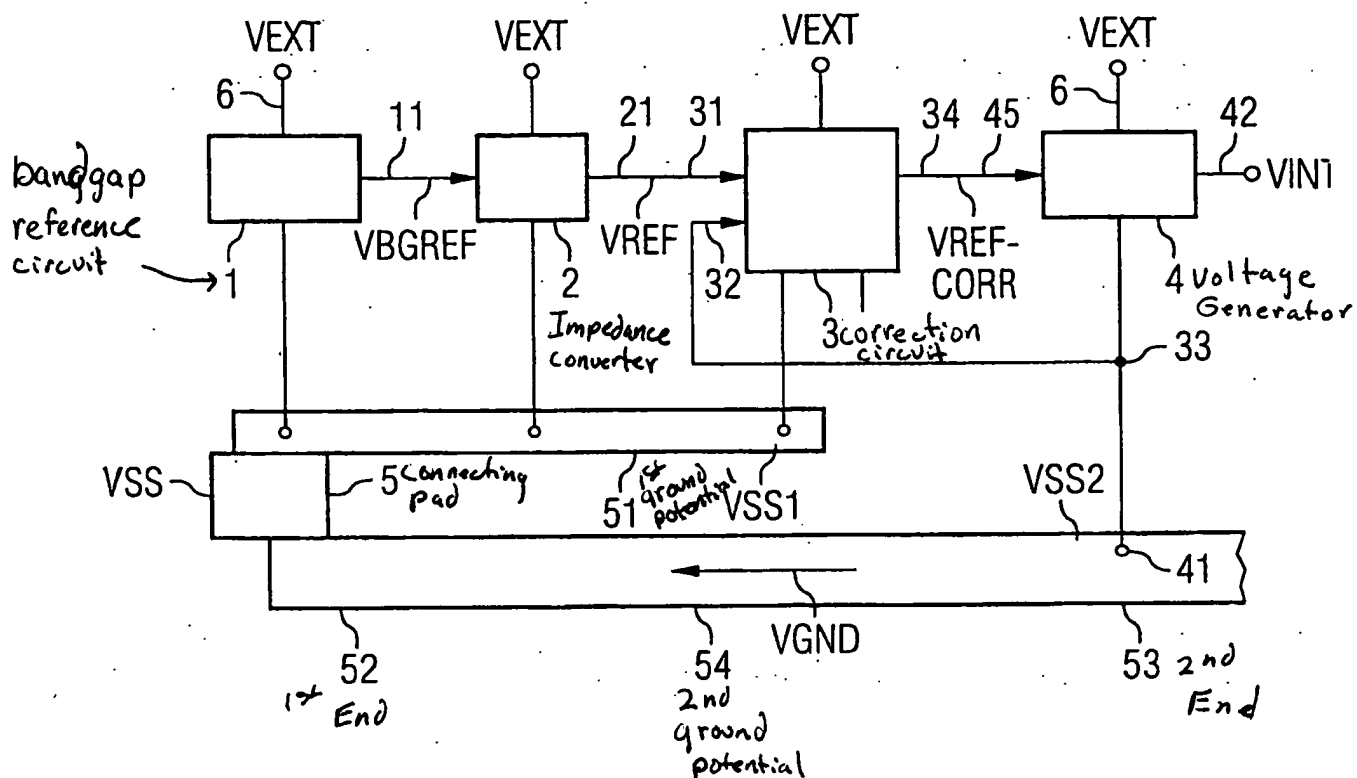 VEXT VEXT VEXT VEXT
6 6
11 21 31 34 45 42
bandgap
reference
circuit
VIN1
VBGREF VREF VREF-
CORR
1 2 32
Impedance
converter
3 correction
circuit
4 Voltage
Generator
33
VSS
5 Connecting
pad
51 1st
ground
potential
VSS1
VSS2
41
VGND
52
1st
End
54
2nd
ground
potential
53 2nd
End